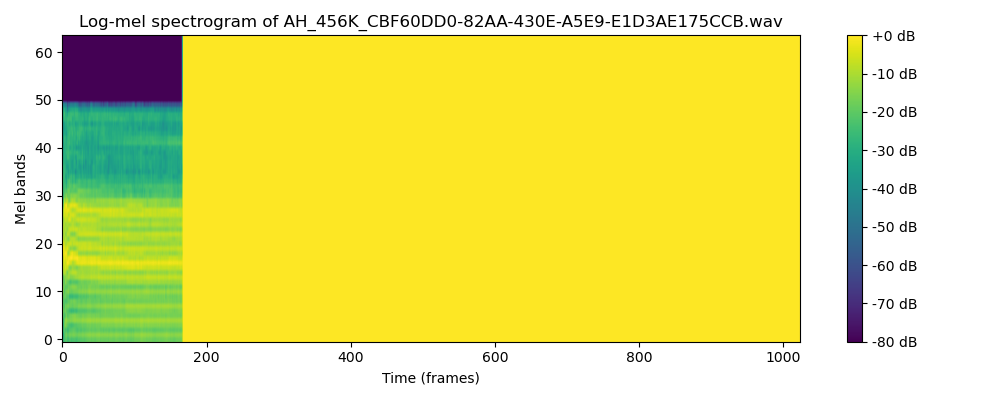 Log-mel spectrogram of AH_456K_CBF60DD0-82AA-430E-A5E9-E1D3AE175CCB.wav
Mel bands
60
50
40
30
20
10
0
0 200 400 600 800 1000
Time (frames)
+0 dB
-10 dB
-20 dB
-30 dB
-40 dB
-50 dB
-60 dB
-70 dB
-80 dB